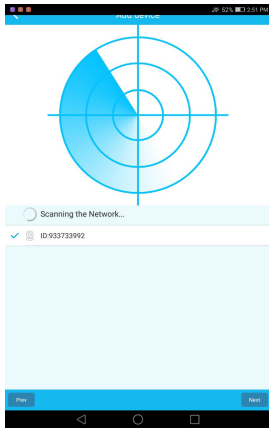 52% 2:51 PM
Add device
Scanning the Network...
ID:933733992
Prev Next